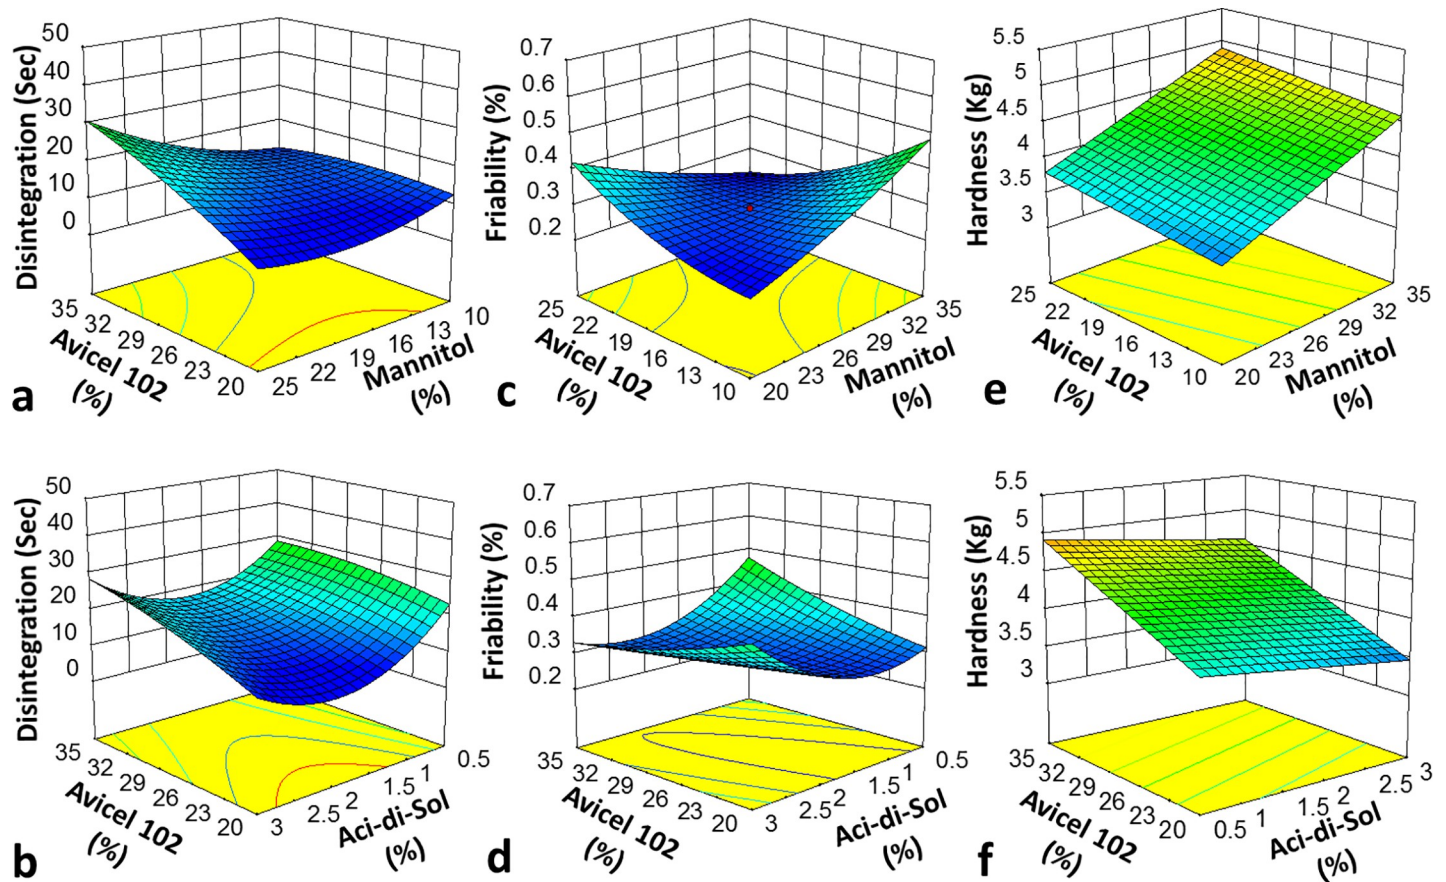 50
40
30
20
10
0
Disintegration (Sec)
35 32 29 26 23 20
Avicel 102
(%)
25 22 19 16 13 10
Mannitol
(%)
a
0.7
0.6
0.5
0.4
0.3
0.2
Friability (%)
25 22 19 16 13 10
Avicel 102
(%)
20 23 26 29 32 35
Mannitol
(%)
c
5.5
5
4.5
4
3.5
3
Hardness (Kg)
25 22 19 16 13 10
Avicel 102
(%)
20 23 26 29 32 35
Mannitol
(%)
e
50
40
30
20
10
0
Disintegration (Sec)
35 32 29 26 23 20
Avicel 102
(%)
3 2.5 2 1.5 1 0.5
Aci-di-Sol
(%)
b
0.7
0.6
0.5
0.4
0.3
0.2
Friability (%)
35 32 29 26 23 20
Avicel 102
(%)
3 2.5 2 1.5 1 0.5
Aci-di-Sol
(%)
d
5.5
5
4.5
4
3.5
3
Hardness (Kg)
35 32 29 26 23 20
Avicel 102
(%)
0.5 1 1.5 2 2.5 3
Aci-di-Sol
(%)
f